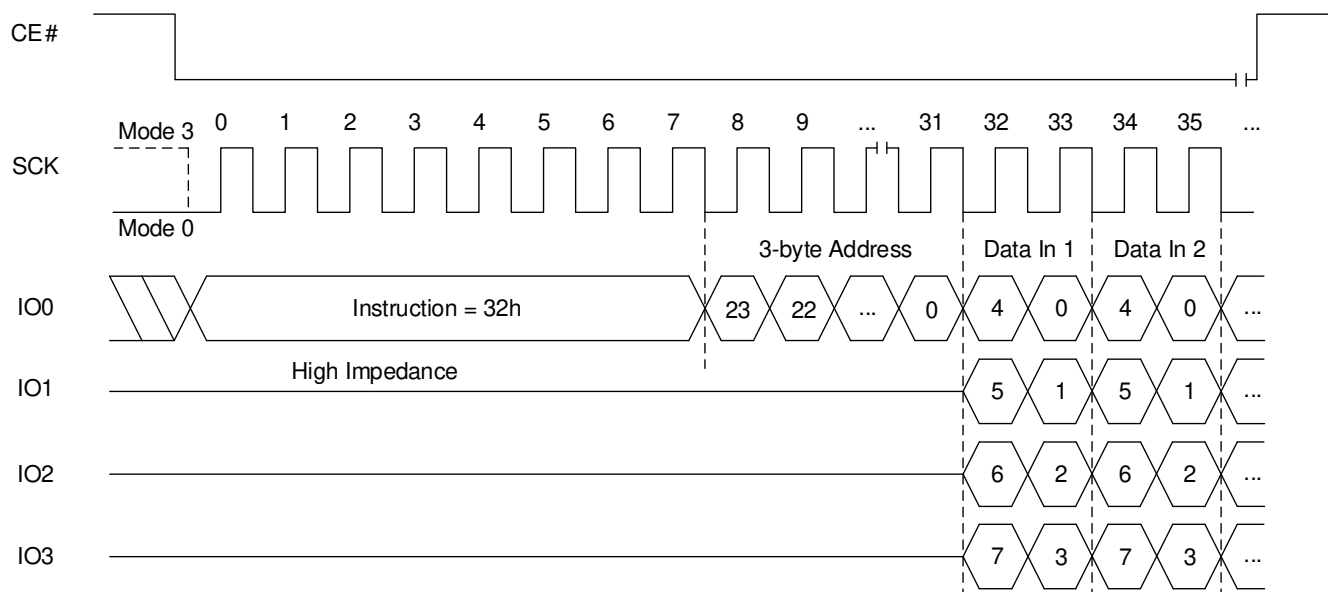 CE#
Mode 3 0 1 2 3 4 5 6 7 8 9 ... 31 32 33 34 35 ...
SCK
Mode 0
3-byte Address Data In 1 Data In 2
IO0 Instruction = 32h 23 22 ... 0 4 0 4 0 ...
High Impedance
IO1 5 1 5 1 ...
IO2 6 2 6 2 ...
IO3 7 3 7 3 ...